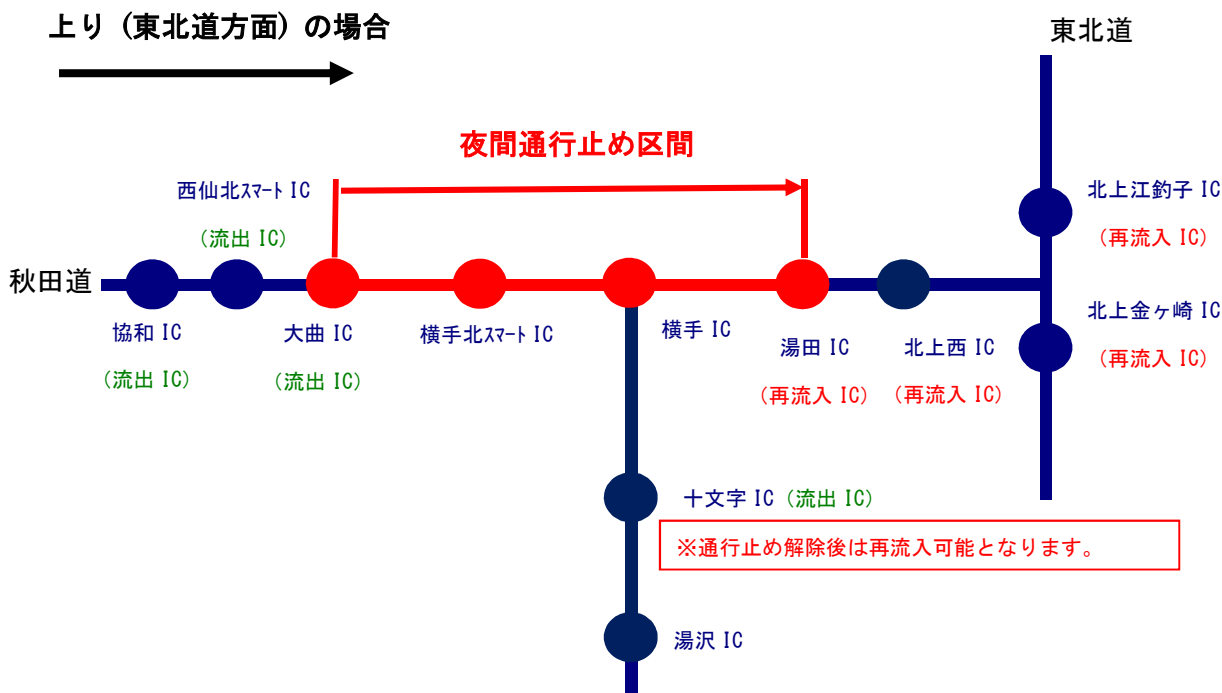 上り (東北道方面) の場合
東北道
夜間通行止め区間
西仙北スマート IC
(流出 IC)
北上江釣子 IC
(再流入 IC)
秋田道
協和 IC
(流出 IC)
大曲 IC
(流出 IC)
横手北スマート IC
横手 IC
湯田 IC
(再流入 IC)
北上西 IC
(再流入 IC)
北上金ヶ崎 IC
(再流入 IC)
十文字 IC (流出 IC)
※通行止め解除後は再流入可能となります。
湯沢 IC